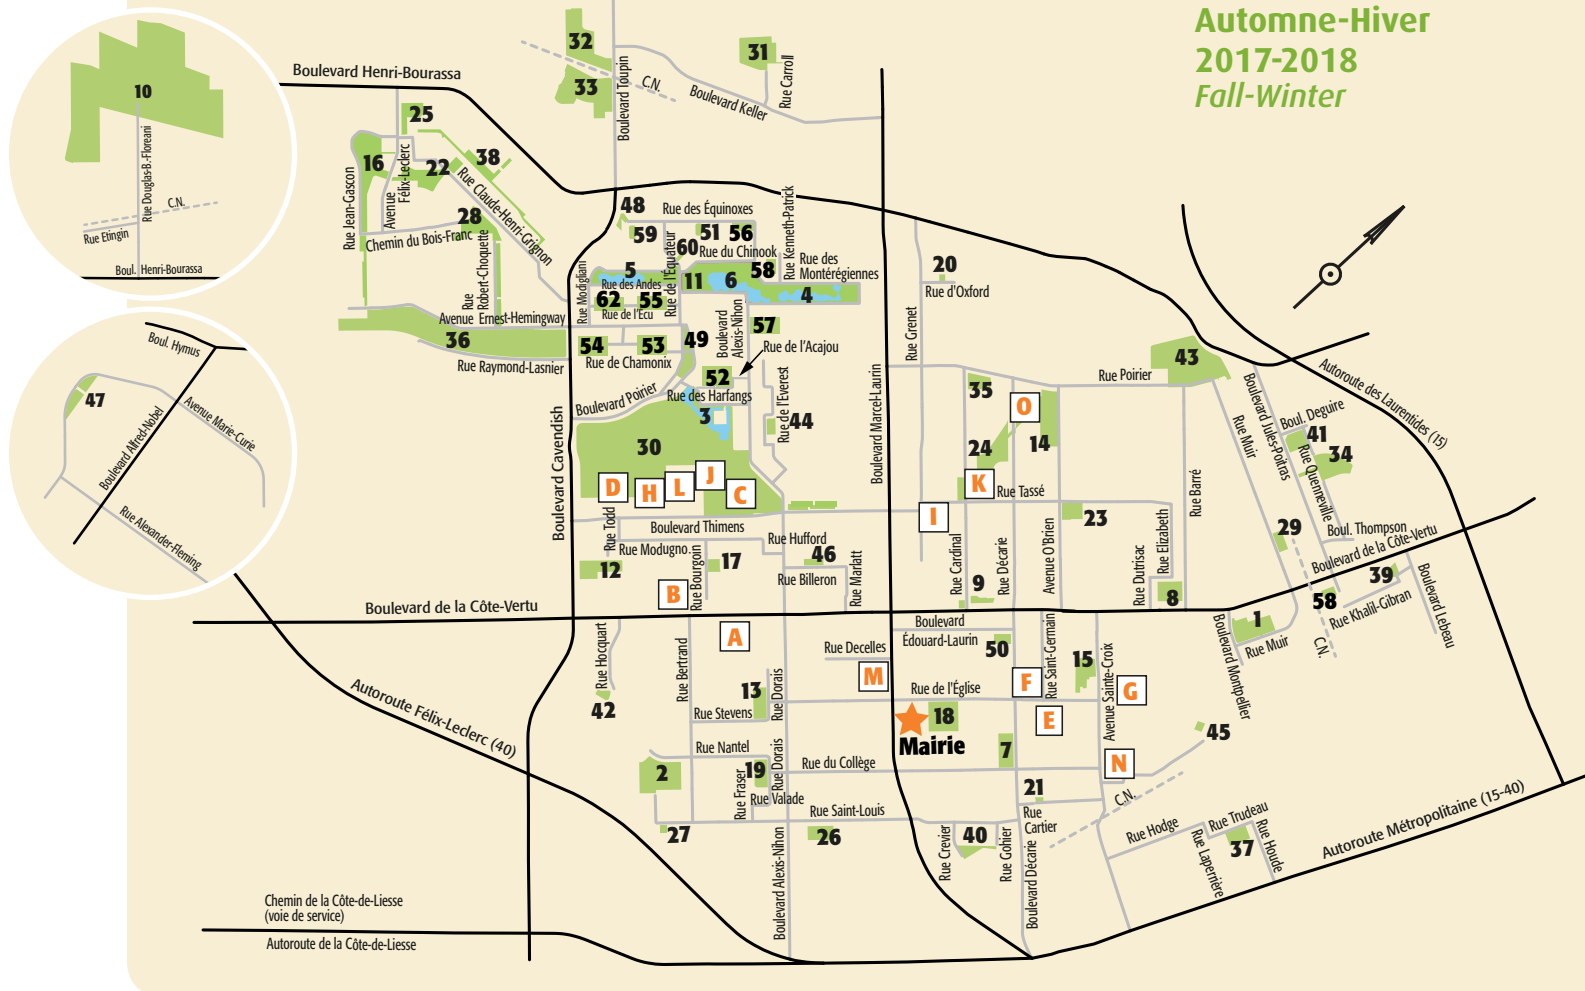 Automne-Hiver
2017-2018
Fall-Winter
10
Rue Douglas-B.-Floreani
C.N.
Rue Etingin
Boul. Henri-Bourassa
Boulevard Henri-Bourassa
32
33
C.N.
Boulevard Toupin
31
Rue Carroll
Boulevard Keller
25
16
22
38
Rue Jean-Gascon
Avenue
Félix-Leclerc
Rue Claude-Henri-Grignon
28
Chemin du Bois-Franc
Rue
Robert-Choquette
Avenue Ernest-Hemingway
36
Rue Raymond-Lasnier
48
Rue des Équinoxes
59
51
56
60
Rue du Chinook
Rue Kenneth-Patrick
Rue des
Montérégiennes
5
Rue des Andes
Rue de l'Équateur
11
6
58
4
Rue Modigliani
62
55
Rue de l'Écu
54
53
Rue de Chamonix
49
Boulevard
Alexis-Nihon
57
Rue de l'Acajou
52
Rue des Harfangs
3
Rue de l'Everest
44
Boulevard Poirier
30
D
H
L
J
C
Boulevard Cavendish
Boulevard Marcel-Laurin
20
Rue d'Oxford
Rue Grenet
35
O
24
14
K
Rue Tassé
I
23
Rue Poirier
43
Rue Barré
Rue Muir
Boulevard Jules-Poitras
Boul. Deguire
41
34
Rue Quenneville
29
Boul. Thompson
Boulevard de la Côte-Vertu
Autoroute des Laurentides (15)
47
Boul. Hymus
Boulevard Alfred-Nobel
Avenue Marie-Curie
Rue Alexander-Fleming
Boulevard Thimens
Rue Todd
Rue Modugno
Rue Bourgoin
12
17
B
Rue Hufford
46
Rue Billeron
Rue Marlatt
Rue Cardinal
9
Rue Décarie
Avenue O'Brien
Rue Dutrisac
Rue Elizabeth
8
39
58
Rue Khalil-Gibran
Boulevard Lebeau
Boulevard de la Côte-Vertu
Rue Hocquart
A
Rue Bertrand
Rue Decelles
Boulevard
Édouard-Laurin
50
Rue Saint-Germain
15
Avenue Sainte-Croix
1
Rue Muir
C.N.
Boulevard Montpellier
M
Rue de l'Église
F
G
E
42
13
Rue Dorais
Rue Stevens
18
Mairie
7
45
Autoroute Félix-Leclerc (40)
Rue Nantel
2
19
Rue Dorais
Rue Fraser
Rue Valade
Rue du Collège
N
21
Rue
Cartier
C.N.
27
Rue Saint-Louis
26
Rue Crevier
40
Rue Gohier
Boulevard Décarie
Boulevard Alexis-Nihon
Rue Hodge
Rue Trudeau
37
Rue Houde
Rue Laperrière
Autoroute Métropolitaine (15-40)
Chemin de la Côte-de-Liesse
(voie de service)
Autoroute de la Côte-de-Liesse